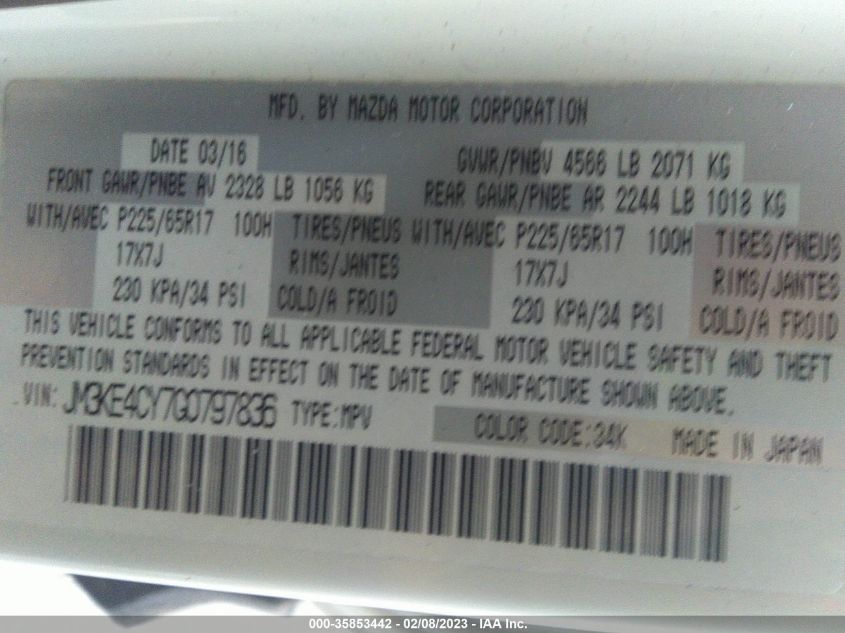 MFD. BY MAZDA MOTOR CORPORATION
DATE 03/16 GVWR/PNBV 4566 LB 2071 KG
FRONT GAWR/PNBE AV 2328 LB 1056 KG REAR GAWR/PNBE AR 2244 LB 1018 KG
WITH/AVEC P225/65R17 100H TIRES/PNEUS WITH/AVEC P225/65R17 100H TIRES/PNEUS
17X7J RIMS/JANTES 17X7J RIMS/JANTES
230 KPA/34 PSI COLD/A FROID 230 KPA/34 PSI COLD/A FROID
THIS VEHICLE CONFORMS TO ALL APPLICABLE FEDERAL MOTOR VEHICLE SAFETY AND THEFT
PREVENTION STANDARDS IN EFFECT ON THE DATE OF MANUFACTURE SHOWN ABOVE.
VIN: JM3KE4CY7G0797836 TYPE:MPV COLOR CODE:34K MADE IN JAPAN
000-35853442 - 02/08/2023 - IAA Inc.